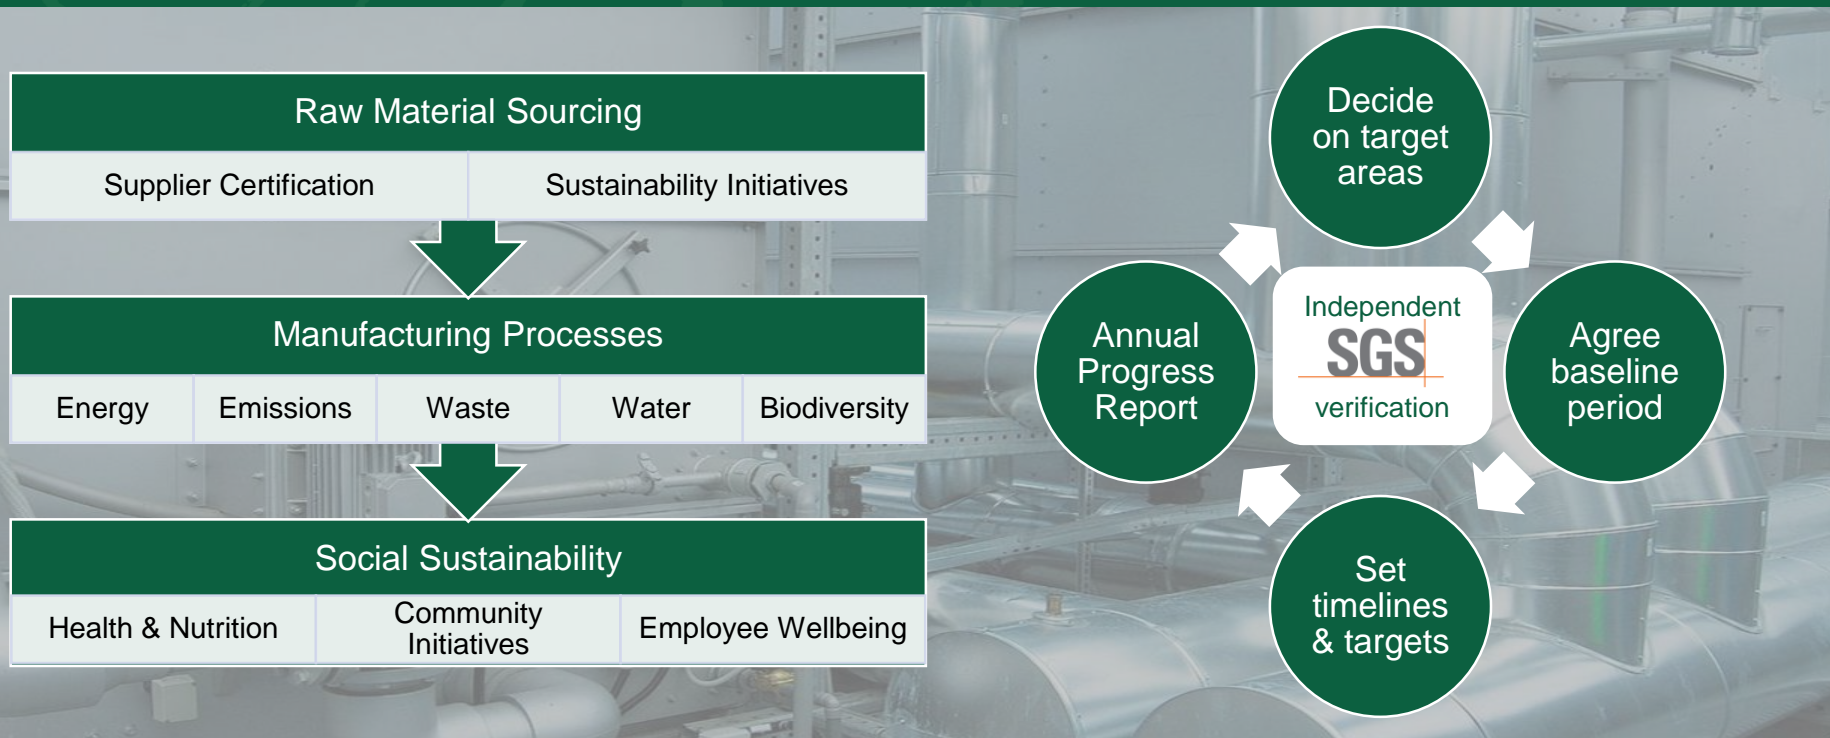 Raw Material Sourcing
Supplier Certification
Sustainability Initiatives
Manufacturing Processes
Energy
Emissions
Waste
Water
Biodiversity
Social Sustainability
Health & Nutrition
Community
Initiatives
Employee Wellbeing
Decide
on target
areas
Agree
baseline
period
Set
timelines
& targets
Annual
Progress
Report
Independent
SGS
verification